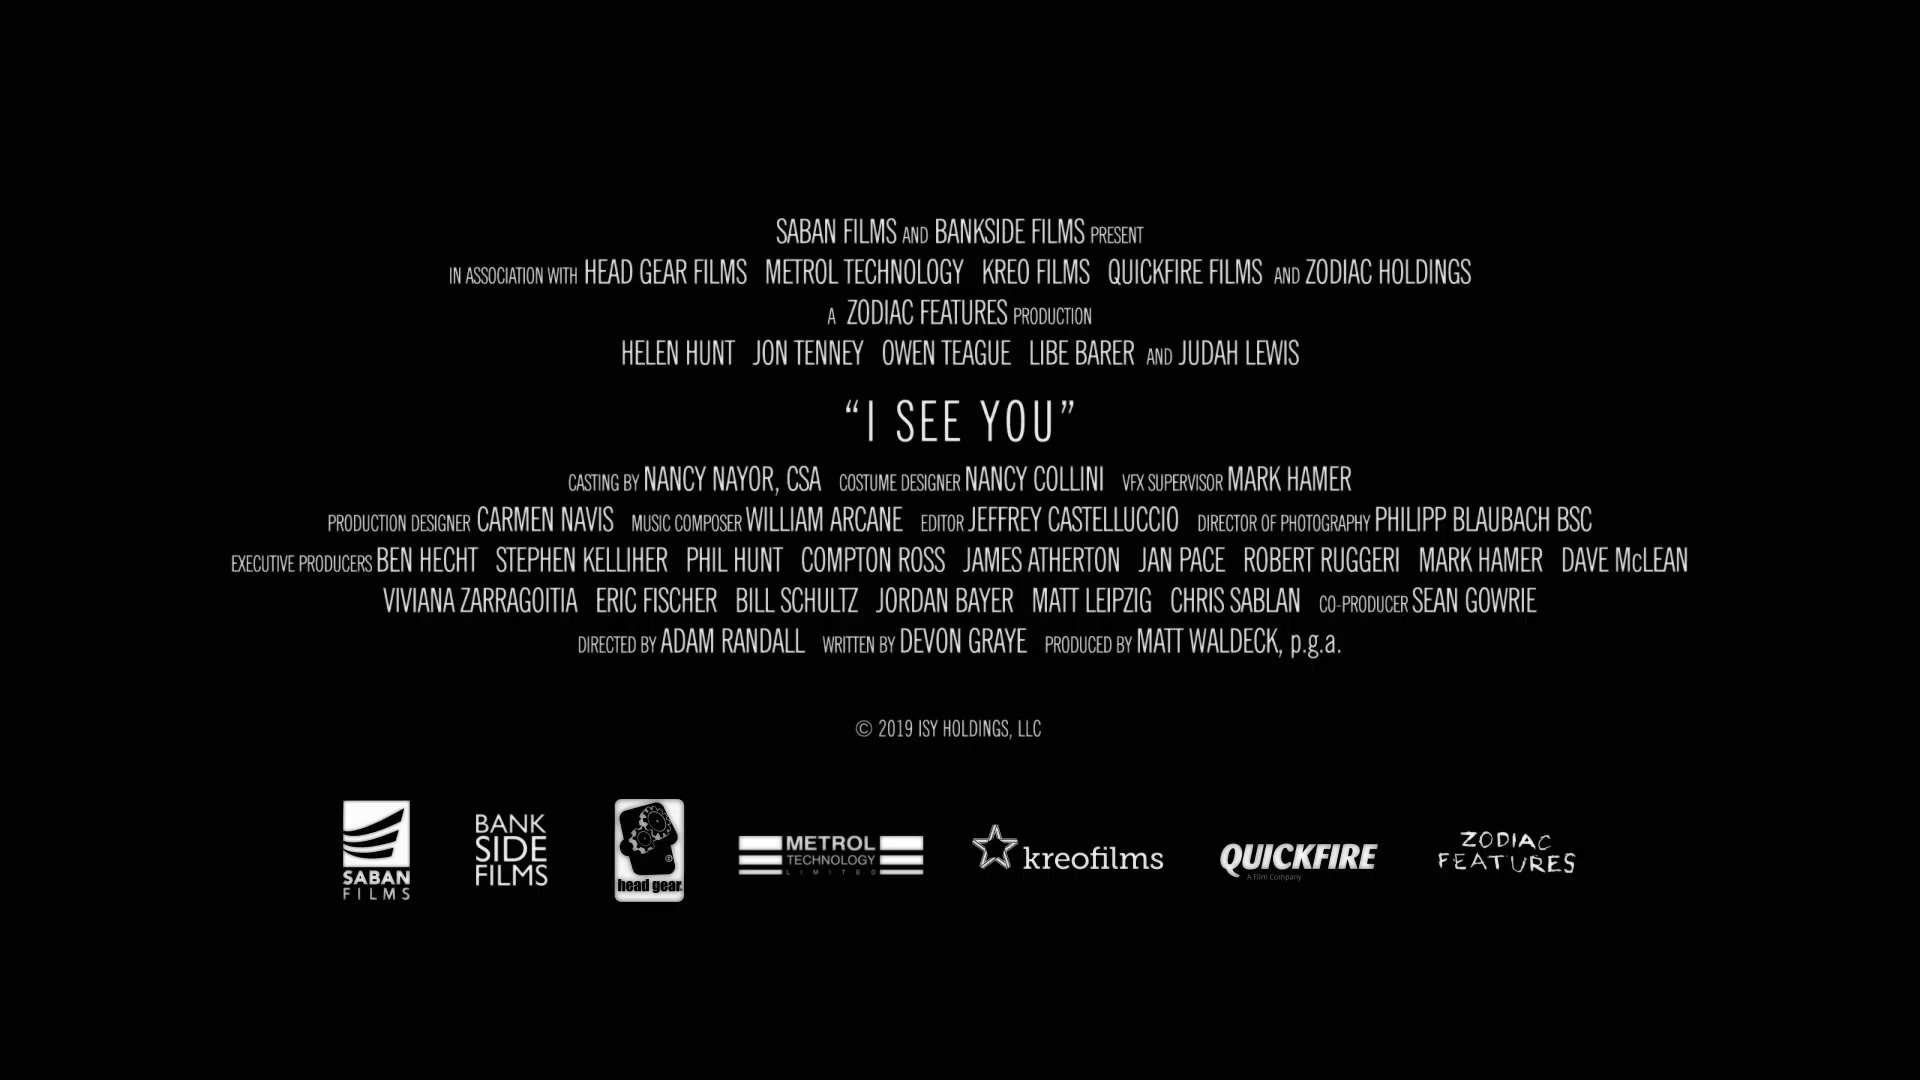 SABAN FILMS AND BANKSIDE FILMS PRESENT
IN ASSOCIATION WITH HEAD GEAR FILMS METROL TECHNOLOGY KREO FILMS QUICKFIRE FILMS AND ZODIAC HOLDINGS
A ZODIAC FEATURES PRODUCTION
HELEN HUNT JON TENNEY OWEN TEAGUE LIBE BARER AND JUDAH LEWIS
“I SEE YOU”
CASTING BY NANCY NAYOR, CSA COSTUME DESIGNER NANCY COLLINI VFX SUPERVISOR MARK HAMER
PRODUCTION DESIGNER CARMEN NAVIS MUSIC COMPOSER WILLIAM ARCANE EDITOR JEFFREY CASTELLUCCIO DIRECTOR OF PHOTOGRAPHY PHILIPP BLAUBACH BSC
EXECUTIVE PRODUCERS BEN HECHT STEPHEN KELLIHER PHIL HUNT COMPTON ROSS JAMES ATHERTON JAN PACE ROBERT RUGGERI MARK HAMER DAVE McLEAN
VIVIANA ZARRAGOITIA ERIC FISCHER BILL SCHULTZ JORDAN BAYER MATT LEIPZIG CHRIS SABLAN CO-PRODUCER SEAN GOWRIE
DIRECTED BY ADAM RANDALL WRITTEN BY DEVON GRAYE PRODUCED BY MATT WALDECK, p.g.a.
© 2019 ISY HOLDINGS, LLC
SABAN
FILMS
BANK
SIDE
FILMS
©
head gear
METROL
TECHNOLOGY
LIMITED
kreofilms
QUICKFIRE
A Film Company
ZODIAC
FEATURES